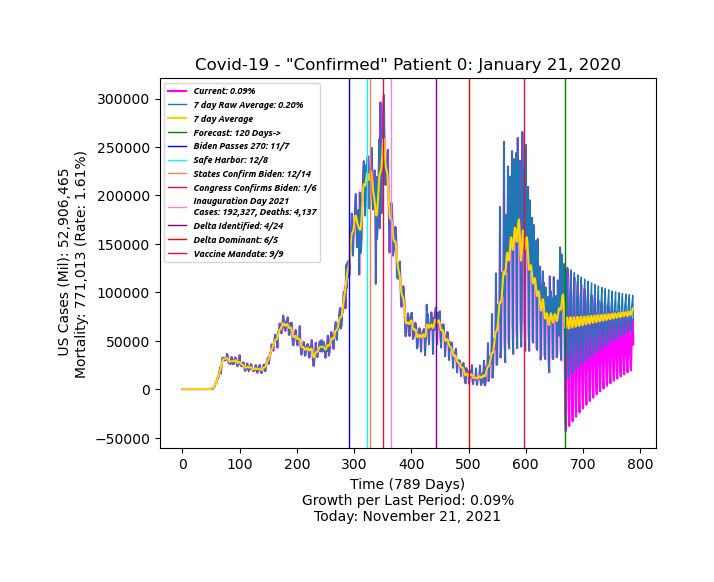 Covid-19 - "Confirmed" Patient 0: January 21, 2020
US Cases (Mil): 52,906,465
Mortality: 771,013 (Rate: 1.61%)
300000
250000
200000
150000
100000
50000
0
−50000
Current: 0.09%
7 day Raw Average: 0.20%
7 day Average
Forecast: 120 Days->
Biden Passes 270: 11/7
Safe Harbor: 12/8
States Confirm Biden: 12/14
Congress Confirms Biden: 1/6
Inauguration Day 2021
Cases: 192,327, Deaths: 4,137
Delta Identified: 4/24
Delta Dominant: 6/5
Vaccine Mandate: 9/9
0 100 200 300 400 500 600 700 800
Time (789 Days)
Growth per Last Period: 0.09%
Today: November 21, 2021